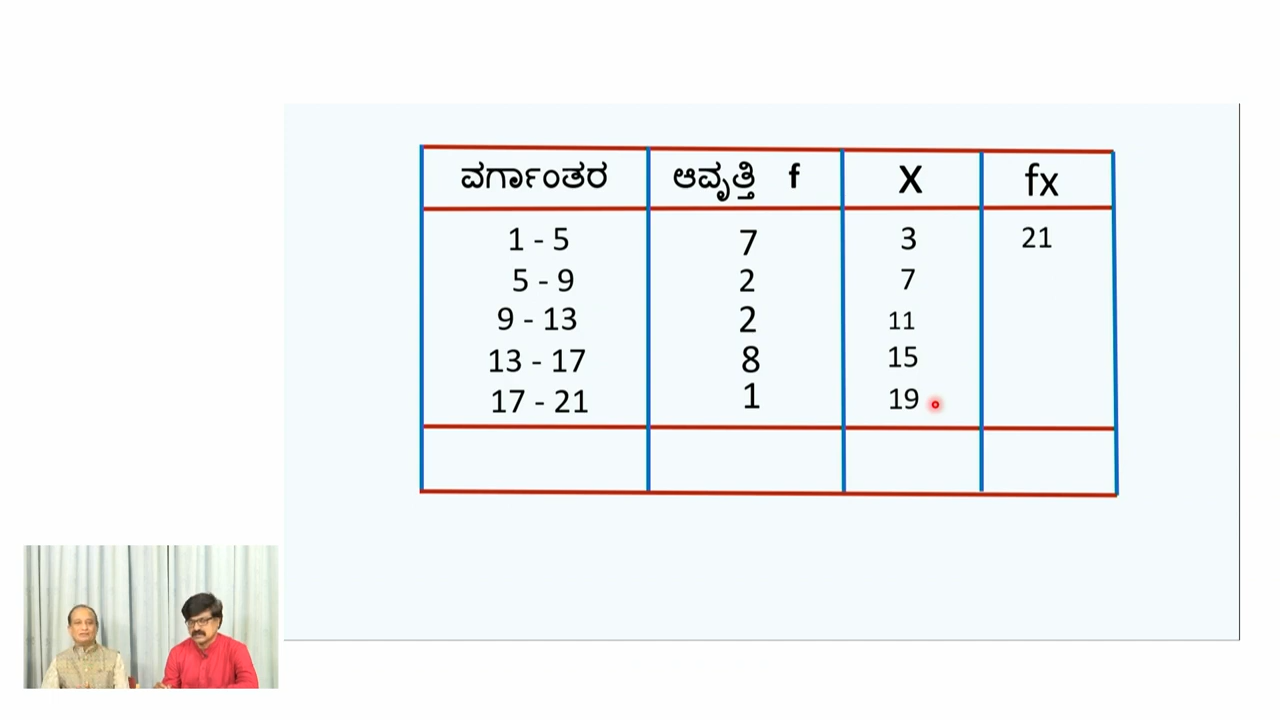 ವರ್ಗಾಂತರ ಆವೃತ್ತಿ f X fx
1 - 5 7 3 21
5 - 9 2 7
9 - 13 2 11
13 - 17 8 15
17 - 21 1 19